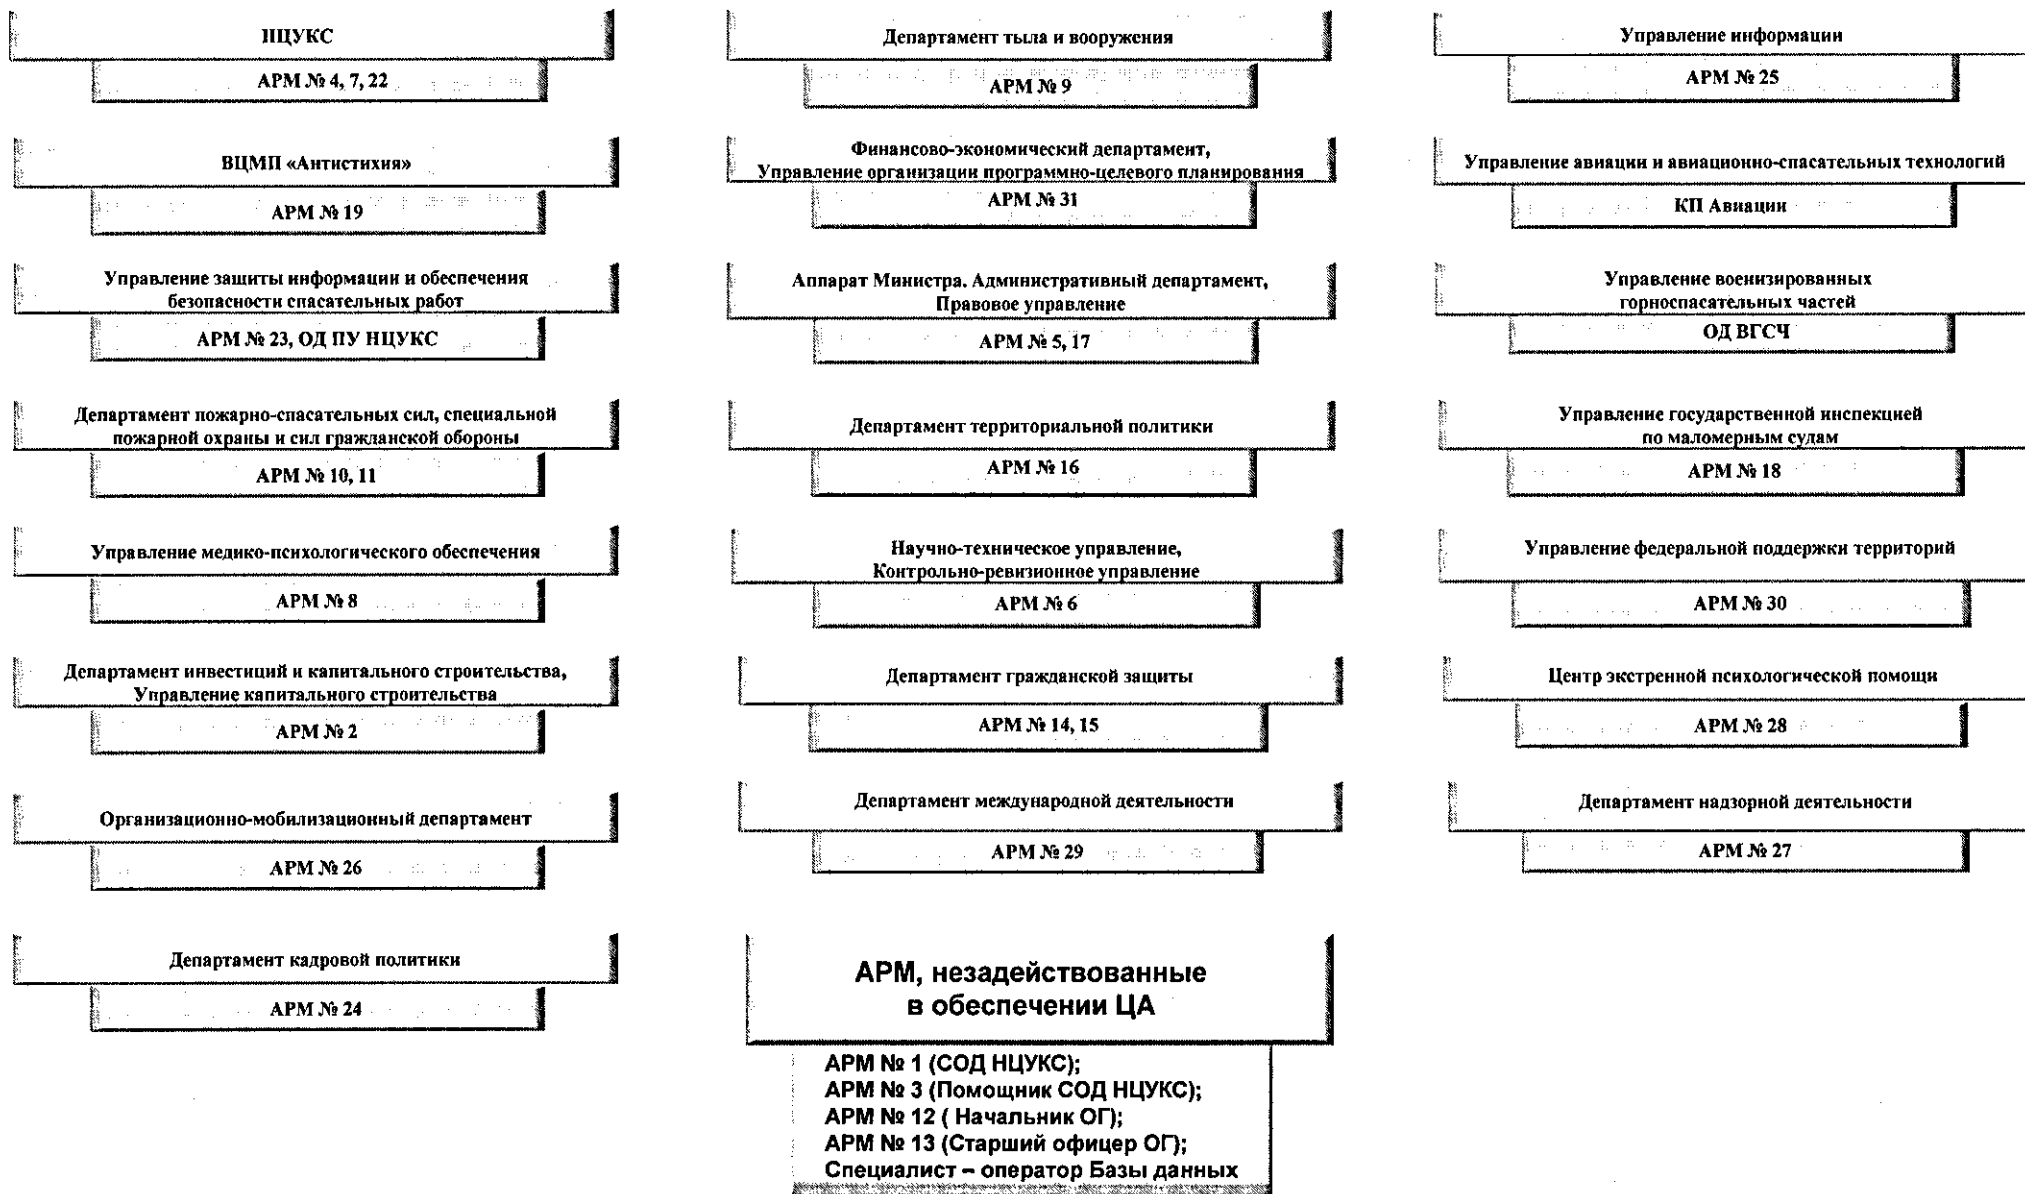 НЦУКС
АРМ № 4, 7, 22
ВЦМП «Антистихия»
АРМ № 19
Управление защиты информации и обеспечения
безопасности спасательных работ
АРМ № 23, ОД ПУ НЦУКС
Департамент пожарно-спасательных сил, специальной
пожарной охраны и сил гражданской обороны
АРМ № 10, 11
Управление медико-психологического обеспечения
АРМ № 8
Департамент инвестиций и капитального строительства,
Управление капитального строительства
АРМ № 2
Организационно-мобилизационный департамент
АРМ № 26
Департамент кадровой политики
АРМ № 24
Департамент тыла и вооружения
АРМ № 9
Финансово-экономический департамент,
Управление организации программно-целевого планирования
АРМ № 31
Аппарат Министра. Административный департамент,
Правовое управление
АРМ № 5, 17
Департамент территориальной политики
АРМ № 16
Научно-техническое управление,
Контрольно-ревизионное управление
АРМ № 6
Департамент гражданской защиты
АРМ № 14, 15
Департамент международной деятельности
АРМ № 29
АРМ, незадействованные
в обеспечении ЦА
АРМ № 1 (СОД НЦУКС);
АРМ № 3 (Помощник СОД НЦУКС);
АРМ № 12 ( Начальник ОГ);
АРМ № 13 (Старший офицер ОГ);
Специалист – оператор Базы данных
Управление информации
АРМ № 25
Управление авиации и авиационно-спасательных технологий
КП Авиации
Управление военизированных
горноспасательных частей
ОД ВГСЧ
Управление государственной инспекцией
по маломерным судам
АРМ № 18
Управление федеральной поддержки территорий
АРМ № 30
Центр экстренной психологической помощи
АРМ № 28
Департамент надзорной деятельности
АРМ № 27